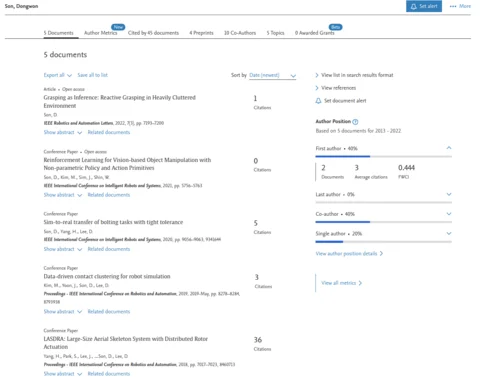 Son, Dongwon
Set alert
More
New
Beta
5 Documents
Author Metrics
Cited by 45 documents
4 Preprints
10 Co-Authors
5 Topics
0 Awarded Grants
5 documents
Export all
Save all to list
Sort by
Date (newest)
Article • Open access
Grasping as Inference: Reactive Grasping in Heavily Cluttered
Environment
Son, D.
IEEE Robotics and Automation Letters, 2022, 7(3), pp. 7193–7200
Show abstract
Related documents
1
Citations
Conference Paper • Open access
Reinforcement Learning for Vision-based Object Manipulation with
Non-parametric Policy and Action Primitives
Son, D., Kim, M., Sim, J., Shin, W.
IEEE International Conference on Intelligent Robots and Systems, 2022, pp. 5756–5763
Show abstract
Related documents
0
Citations
Conference Paper
Sim-to-real transfer of bolting tasks with tight tolerance
Son, D., Yang, H., Lee, D.
IEEE International Conference on Intelligent Robots and Systems, 2020, pp. 9056–9063, 9341644
Show abstract
Related documents
5
Citations
Conference Paper
Data-driven contact clustering for robot simulation
Kim, M., Yoon, J., Son, D., Lee, D.
Proceedings - IEEE International Conference on Robotics and Automation, 2019, 2019-May, pp. 8278–8284,
Show abstract
Related documents
3
Citations
Conference Paper
LASDRA: Large-Size Aerial Skeleton System with Distributed Rotor
Actuation
Yang, H., Park, S., Lee, J., ...Son, D., Lee, D.
Proceedings - IEEE International Conference on Robotics and Automation, 2018, pp. 7017–7023, 8460713
Show abstract
Related documents
36
Citations
View list in search results format
View references
Set document alert
Author Position
Based on 5 documents for 2013 - 2022
First author • 40%
2
Documents
3
Average citations
0.444
FWCI
Last author • 0%
Co-author • 40%
Single author • 20%
View author position details
View all metrics